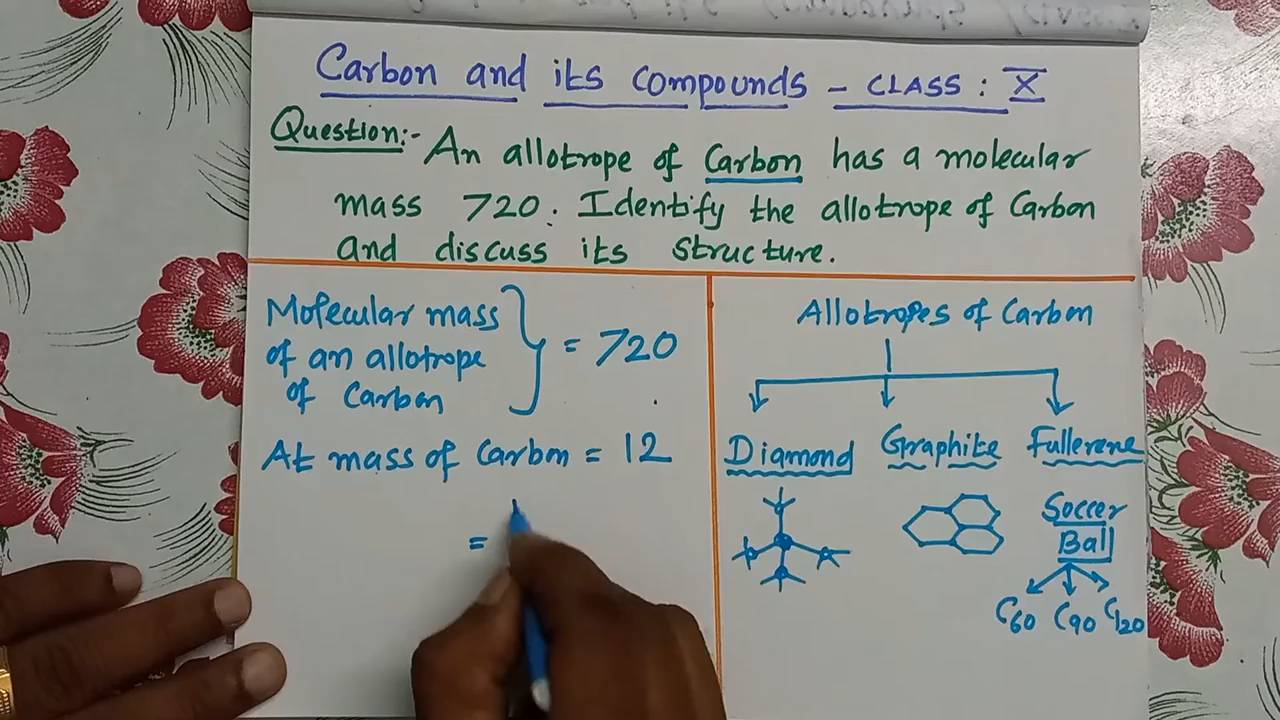 Carbon and its compounds - CLASS : X
Question:- An allotrope of Carbon has a molecular
mass 720. Identify the allotrope of Carbon
and discuss its structure.
Molecular mass
of an allotrope
of Carbon
= 720
At mass of Carbon = 12
=
Allotropes of Carbon
Diamond Graphite Fullerene
Soccer
Ball
C60 C90 C120